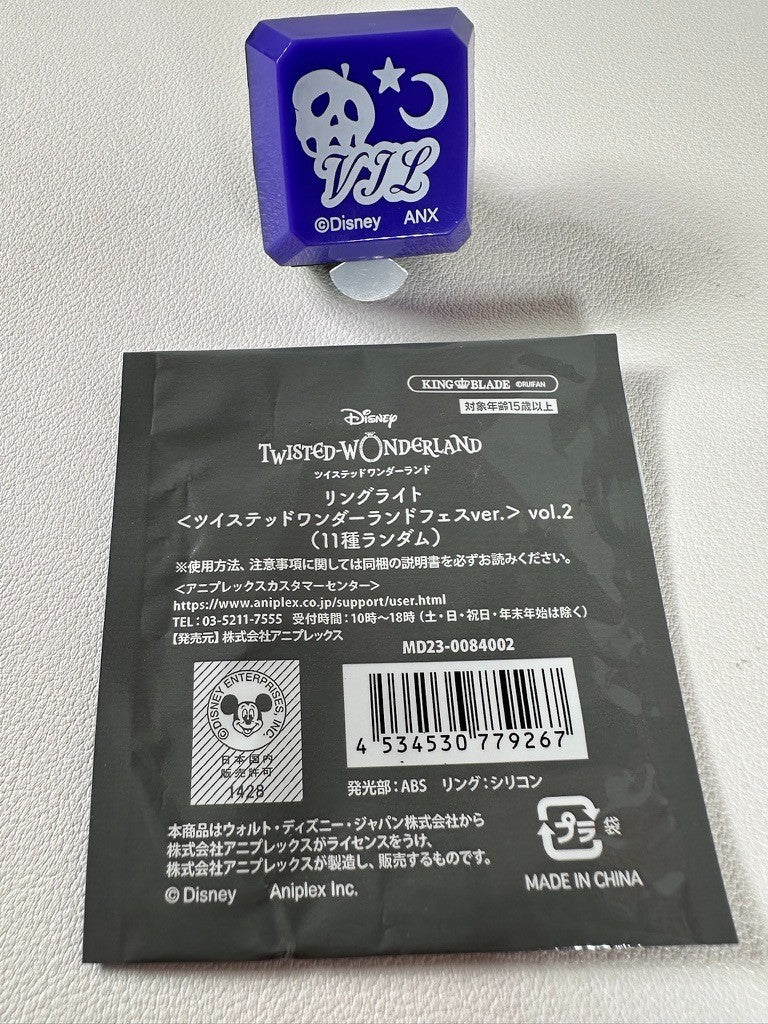 VIL
©Disney ANX
KING BLADE ©RUIFAN
対象年齢15歳以上
Disney
TWISTED-WONDERLAND
ツイステッドワンダーランド
リングライト
＜ツイステッドワンダーランドフェスver.＞ vol.2
（11種ランダム）
※使用方法、注意事項に関しては同梱の説明書を必ずお読みください。
＜アニプレックスカスタマーセンター＞
https://www.aniplex.co.jp/support/user.html
TEL：03-5211-7555 受付時間：10時〜18時（土・日・祝日・年末年始は除く）
【発売元】株式会社アニプレックス
MD23-0084002
©DISNEY ENTERPRISES, INC.
日本国内
販売許可
1428
4 534530 779267
発光部：ABS リング：シリコン
本商品はウォルト・ディズニー・ジャパン株式会社から
株式会社アニプレックスがライセンスをうけ、
株式会社アニプレックスが製造し、販売するものです。
©Disney Aniplex Inc.
プラ 袋
MADE IN CHINA